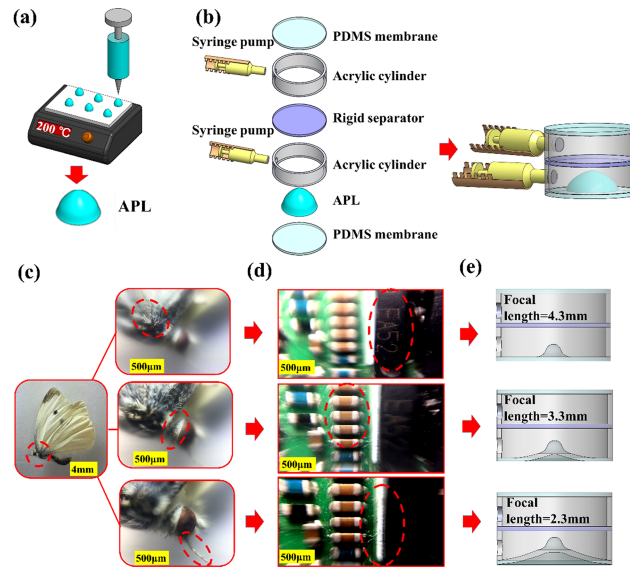 (a)
200 ℃
APL
(b)
Syringe pump
Syringe pump
PDMS membrane
Acrylic cylinder
Rigid separator
Acrylic cylinder
APL
PDMS membrane
(c)
4mm
500μm
500μm
500μm
(d)
EA52
500μm
500μm
500μm
(e)
Focal
length=4.3mm
Focal
length=3.3mm
Focal
length=2.3mm